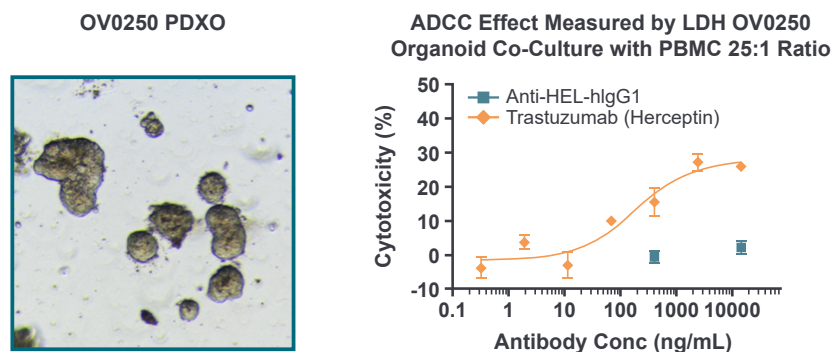 OV0250 PDXO
ADCC Effect Measured by LDH OV0250
Organoid Co-Culture with PBMC 25:1 Ratio
Cytotoxicity (%)
50
40
30
20
10
0
-10
Anti-HEL-hIgG1
Trastuzumab (Herceptin)
0.1 1 10 100 1000 10000
Antibody Conc (ng/mL)